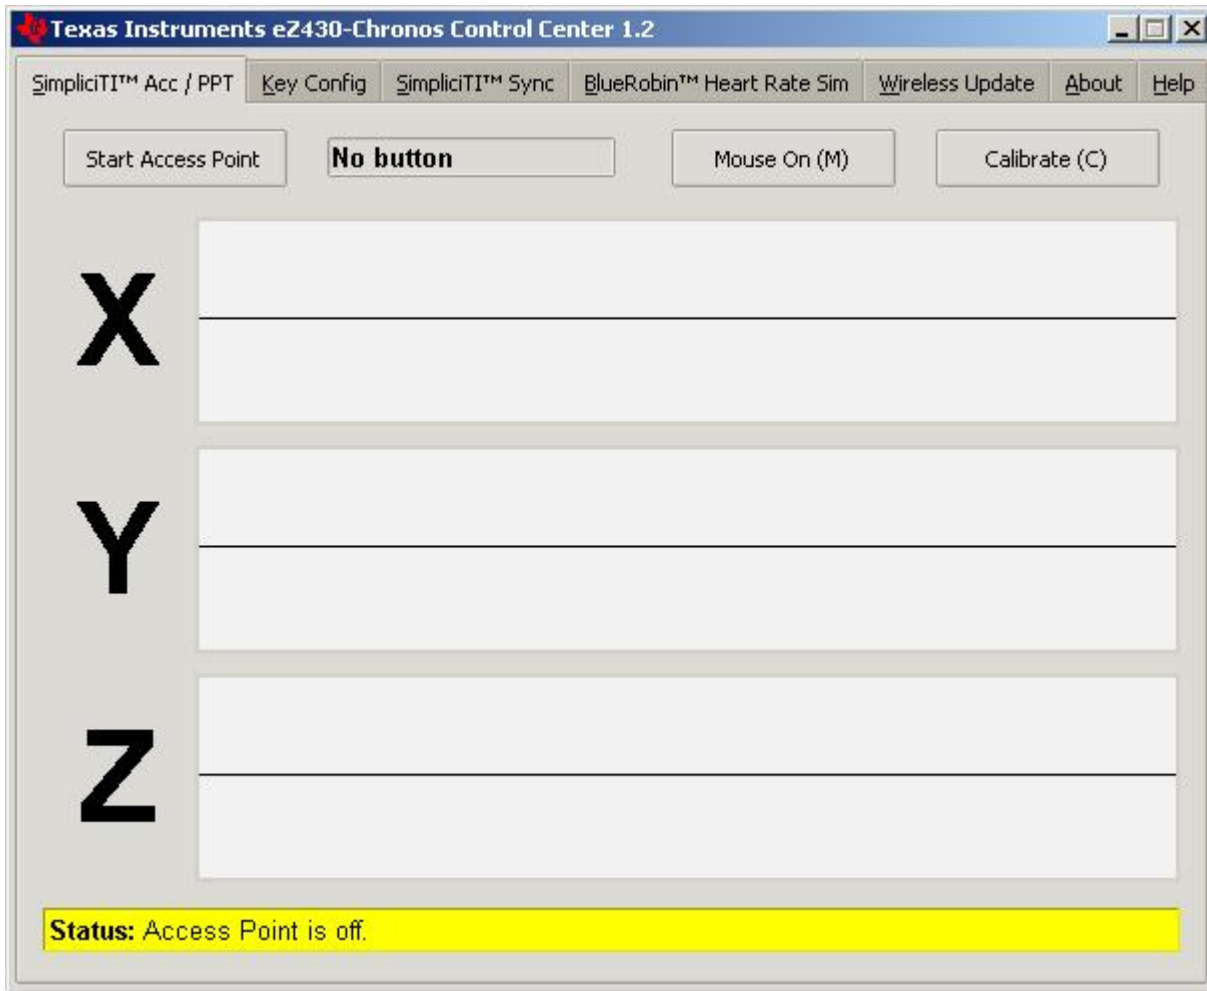 Texas Instruments eZ430-Chronos Control Center 1.2
SimpliciTI™ Acc / PPT Key Config SimpliciTI™ Sync BlueRobin™ Heart Rate Sim Wireless Update About Help
Start Access Point No button Mouse On (M) Calibrate (C)
X
Y
Z
Status: Access Point is off.